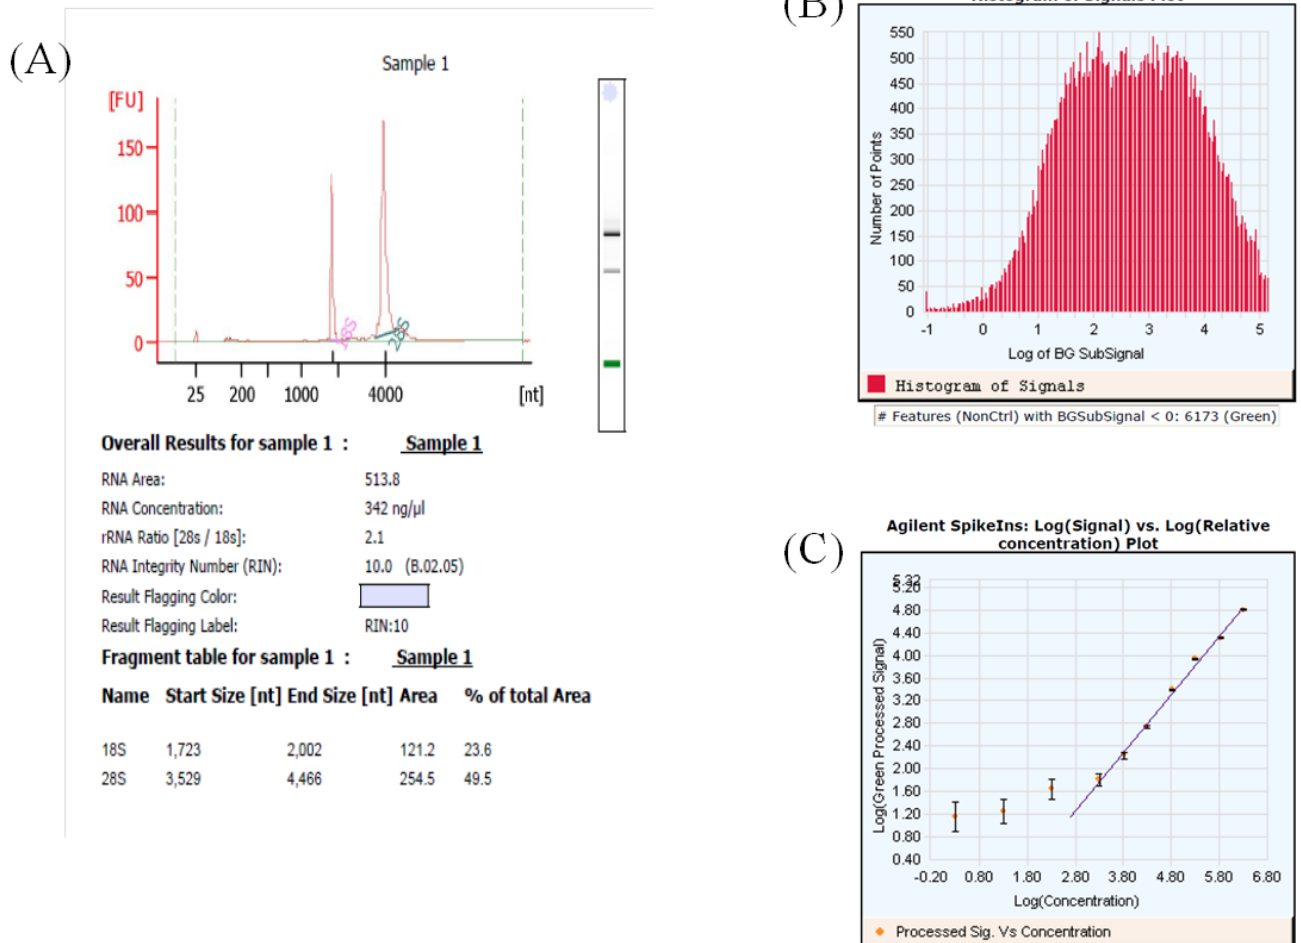 (A)
Sample 1
[FU]
150
100
50
0
18S
28S
25 200 1000 4000 [nt]
Overall Results for sample 1 : Sample 1
RNA Area: 513.8
RNA Concentration: 342 ng/µl
rRNA Ratio [28s / 18s]: 2.1
RNA Integrity Number (RIN): 10.0 (B.02.05)
Result Flagging Color:
Result Flagging Label: RIN:10
Fragment table for sample 1 : Sample 1
Name Start Size [nt] End Size [nt] Area % of total Area
18S 1,723 2,002 121.2 23.6
28S 3,529 4,466 254.5 49.5
(B)
Histogram of Signals Plot
Number of Points
550
500
450
400
350
300
250
200
150
100
50
0
-1 0 1 2 3 4 5
Log of BG SubSignal
Histogram of Signals
# Features (NonCtrl) with BGSubSignal < 0: 6173 (Green)
(C)
Agilent SpikeIns: Log(Signal) vs. Log(Relative
concentration) Plot
Log(Green Processed Signal)
5.32
5.20
4.80
4.40
4.00
3.60
3.20
2.80
2.40
2.00
1.60
1.20
0.80
0.40
-0.20 0.80 1.80 2.80 3.80 4.80 5.80 6.80
Log(Concentration)
Processed Sig. Vs Concentration